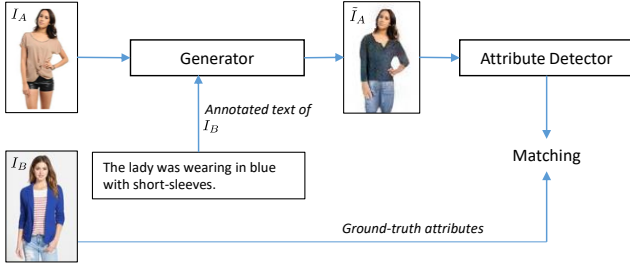 I_A
Generator
Ĩ_A
Attribute Detector
Annotated text of
I_B
I_B
The lady was wearing in blue
with short-sleeves.
Matching
Ground-truth attributes